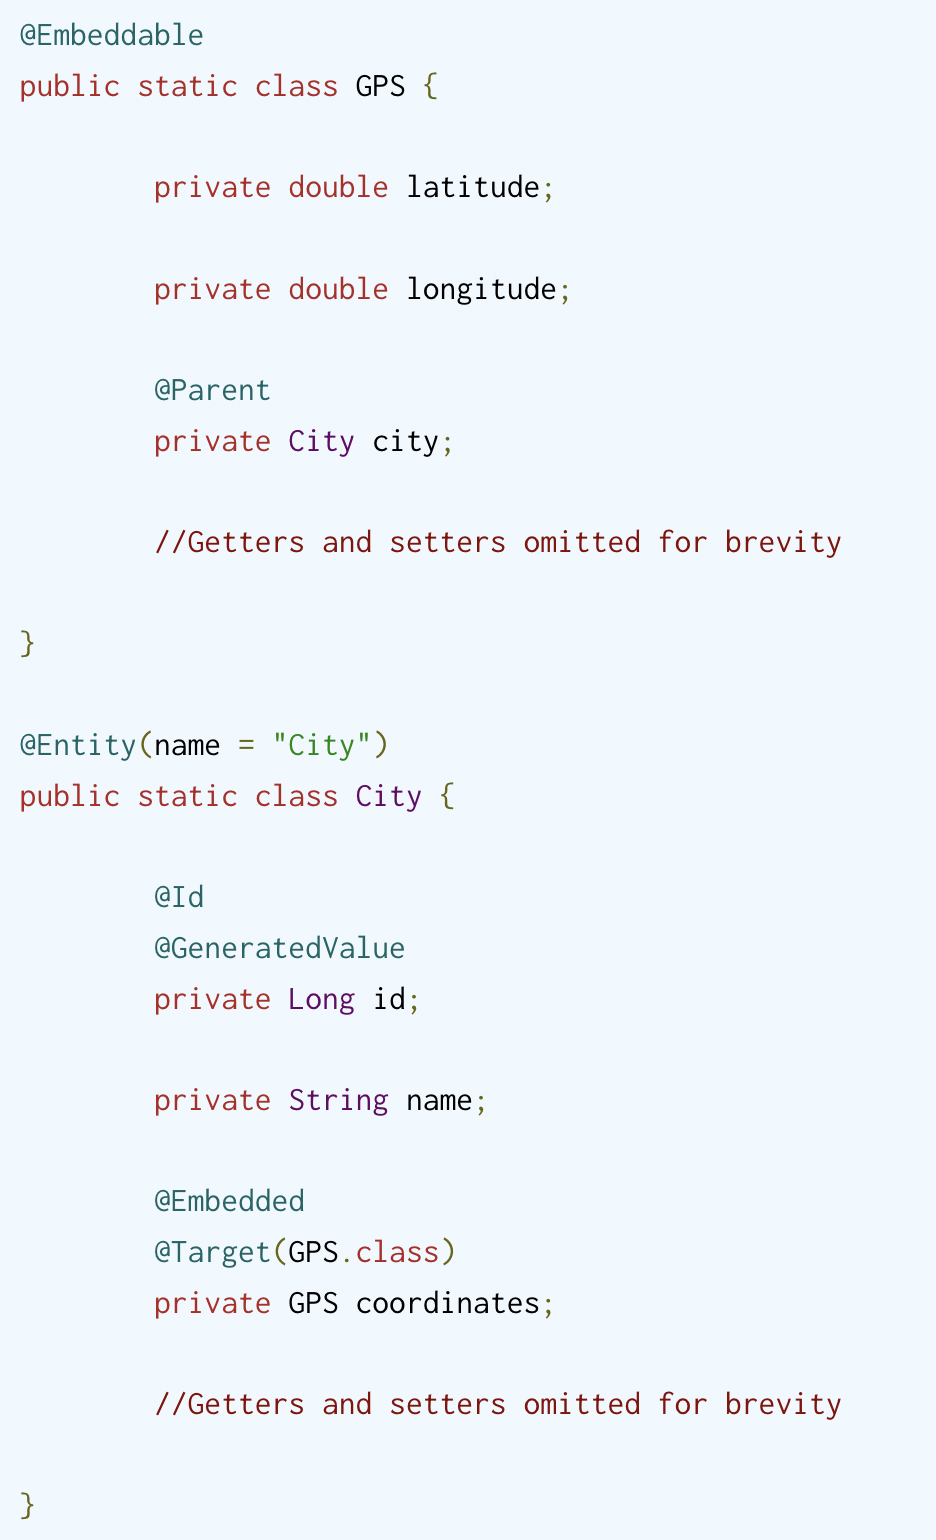 @Embeddable
public static class GPS {
private double latitude;
private double longitude;
@Parent
private City city;
//Getters and setters omitted for brevity
}
@Entity(name = "City")
public static class City {
@Id
@GeneratedValue
private Long id;
private String name;
@Embedded
@Target(GPS.class)
private GPS coordinates;
//Getters and setters omitted for brevity
}